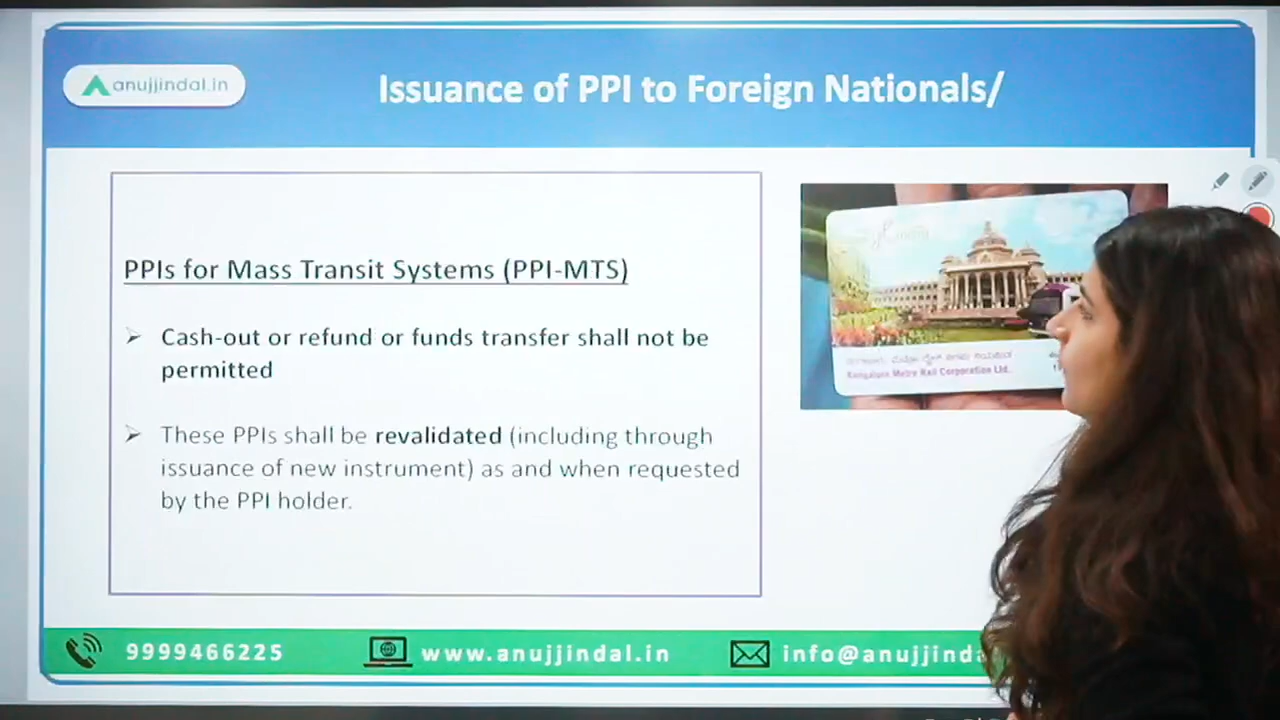 anujjindal.in
Issuance of PPI to Foreign Nationals/
PPIs for Mass Transit Systems (PPI-MTS)
Cash-out or refund or funds transfer shall not be
permitted
These PPIs shall be revalidated (including through
issuance of new instrument) as and when requested
by the PPI holder.
Bangalore Metro Rail Corporation Ltd.
9999466225
www.anujjindal.in
info@anujjinda